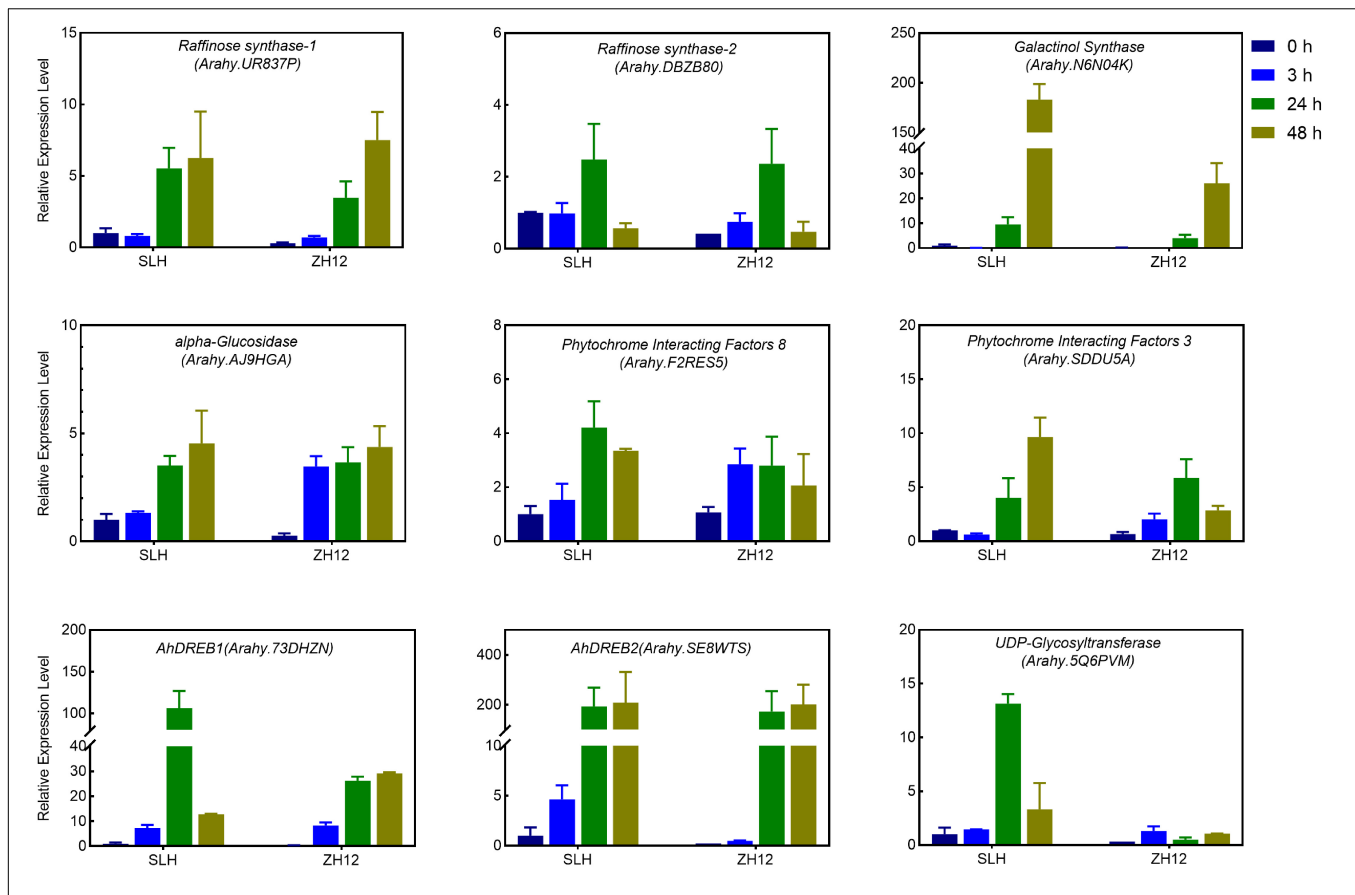 Relative Expression Level
15
10
5
0
Raffinose synthase-1
(Arahy.UR837P)
SLH
ZH12
6
4
2
0
Raffinose synthase-2
(Arahy.DBZB80)
SLH
ZH12
250
200
150
40
30
20
10
0
Galactinol Synthase
(Arahy.N6N04K)
SLH
ZH12
0 h
3 h
24 h
48 h
Relative Expression Level
10
5
0
alpha-Glucosidase
(Arahy.AJ9HGA)
SLH
ZH12
8
6
4
2
0
Phytochrome Interacting Factors 8
(Arahy.F2RES5)
SLH
ZH12
20
15
10
5
0
Phytochrome Interacting Factors 3
(Arahy.SDDU5A)
SLH
ZH12
Relative Expression Level
200
150
100
40
30
20
10
0
AhDREB1(Arahy.73DHZN)
SLH
ZH12
400
200
10
5
0
AhDREB2(Arahy.SE8WTS)
SLH
ZH12
20
15
10
5
0
UDP-Glycosyltransferase
(Arahy.5Q6PVM)
SLH
ZH12